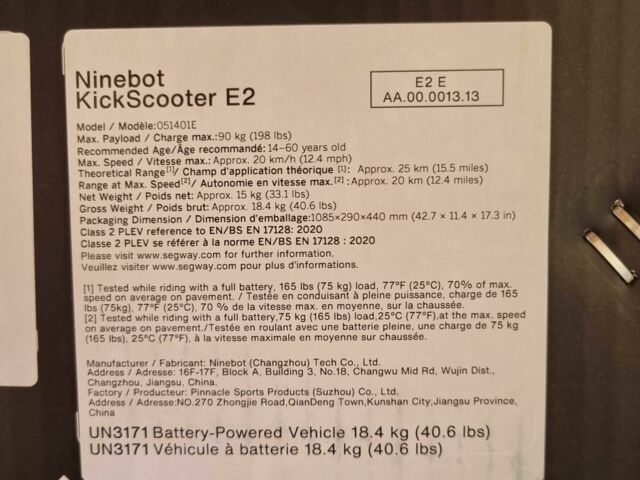 Ninebot
KickScooter E2
E2 E
AA.00.0013.13
Model / Modèle:051401E
Max. Payload / Charge max.:90 kg (198 lbs)
Recommended Age/Âge recommandé:14–60 years old
Max. Speed / Vitesse max.: Approx. 20 km/h (12.4 mph)
Theoretical Range[1]/ Champ d'application théorique [1]: Approx. 25 km (15.5 miles)
Range at Max. Speed[2]/ Autonomie en vitesse max.[2] : Approx. 20 km (12.4 miles)
Net Weight / Poids net: Approx. 15 kg (33.1 lbs)
Gross Weight / Poids brut: Approx. 18.4 kg (40.6 lbs)
Packaging Dimension / Dimension d'emballage:1085×290×440 mm (42.7 × 11.4 × 17.3 in)
Class 2 PLEV reference to EN/BS EN 17128: 2020
Classe 2 PLEV se référer à la norme EN/BS EN 17128 : 2020
Please visit www.segway.com for further information.
Veuillez visiter www.segway.com pour plus d'informations.
[1] Tested while riding with a full battery, 165 lbs (75 kg) load, 77°F (25°C), 70% of max.
speed on average on pavement. / Testée en conduisant à pleine puissance, charge de 165
lbs (75kg), 77°F (25°C), 70 % de la vitesse max. en moyenne, sur la chaussée.
[2] Tested while riding with a full battery,75 kg (165 lbs) load,25°C (77°F),at the max. speed
on average on pavement./Testée en roulant avec une batterie pleine, une charge de 75 kg
(165 lbs), 25°C (77°F), à la vitesse maximale en moyenne sur chaussée.
Manufacturer / Fabricant: Ninebot (Changzhou) Tech Co., Ltd.
Address / Adresse: 16F-17F, Block A, Building 3, No.18, Changwu Mid Rd, Wujin Dist.,
Changzhou, Jiangsu, China.
Factory / Producteur: Pinnacle Sports Products (Suzhou) Co., Ltd.
Address / Adresse:NO.270 Zhongjie Road,QianDeng Town,Kunshan City,Jiangsu Province,
China
UN3171 Battery-Powered Vehicle 18.4 kg (40.6 lbs)
UN3171 Véhicule à batterie 18.4 kg (40.6 lbs)